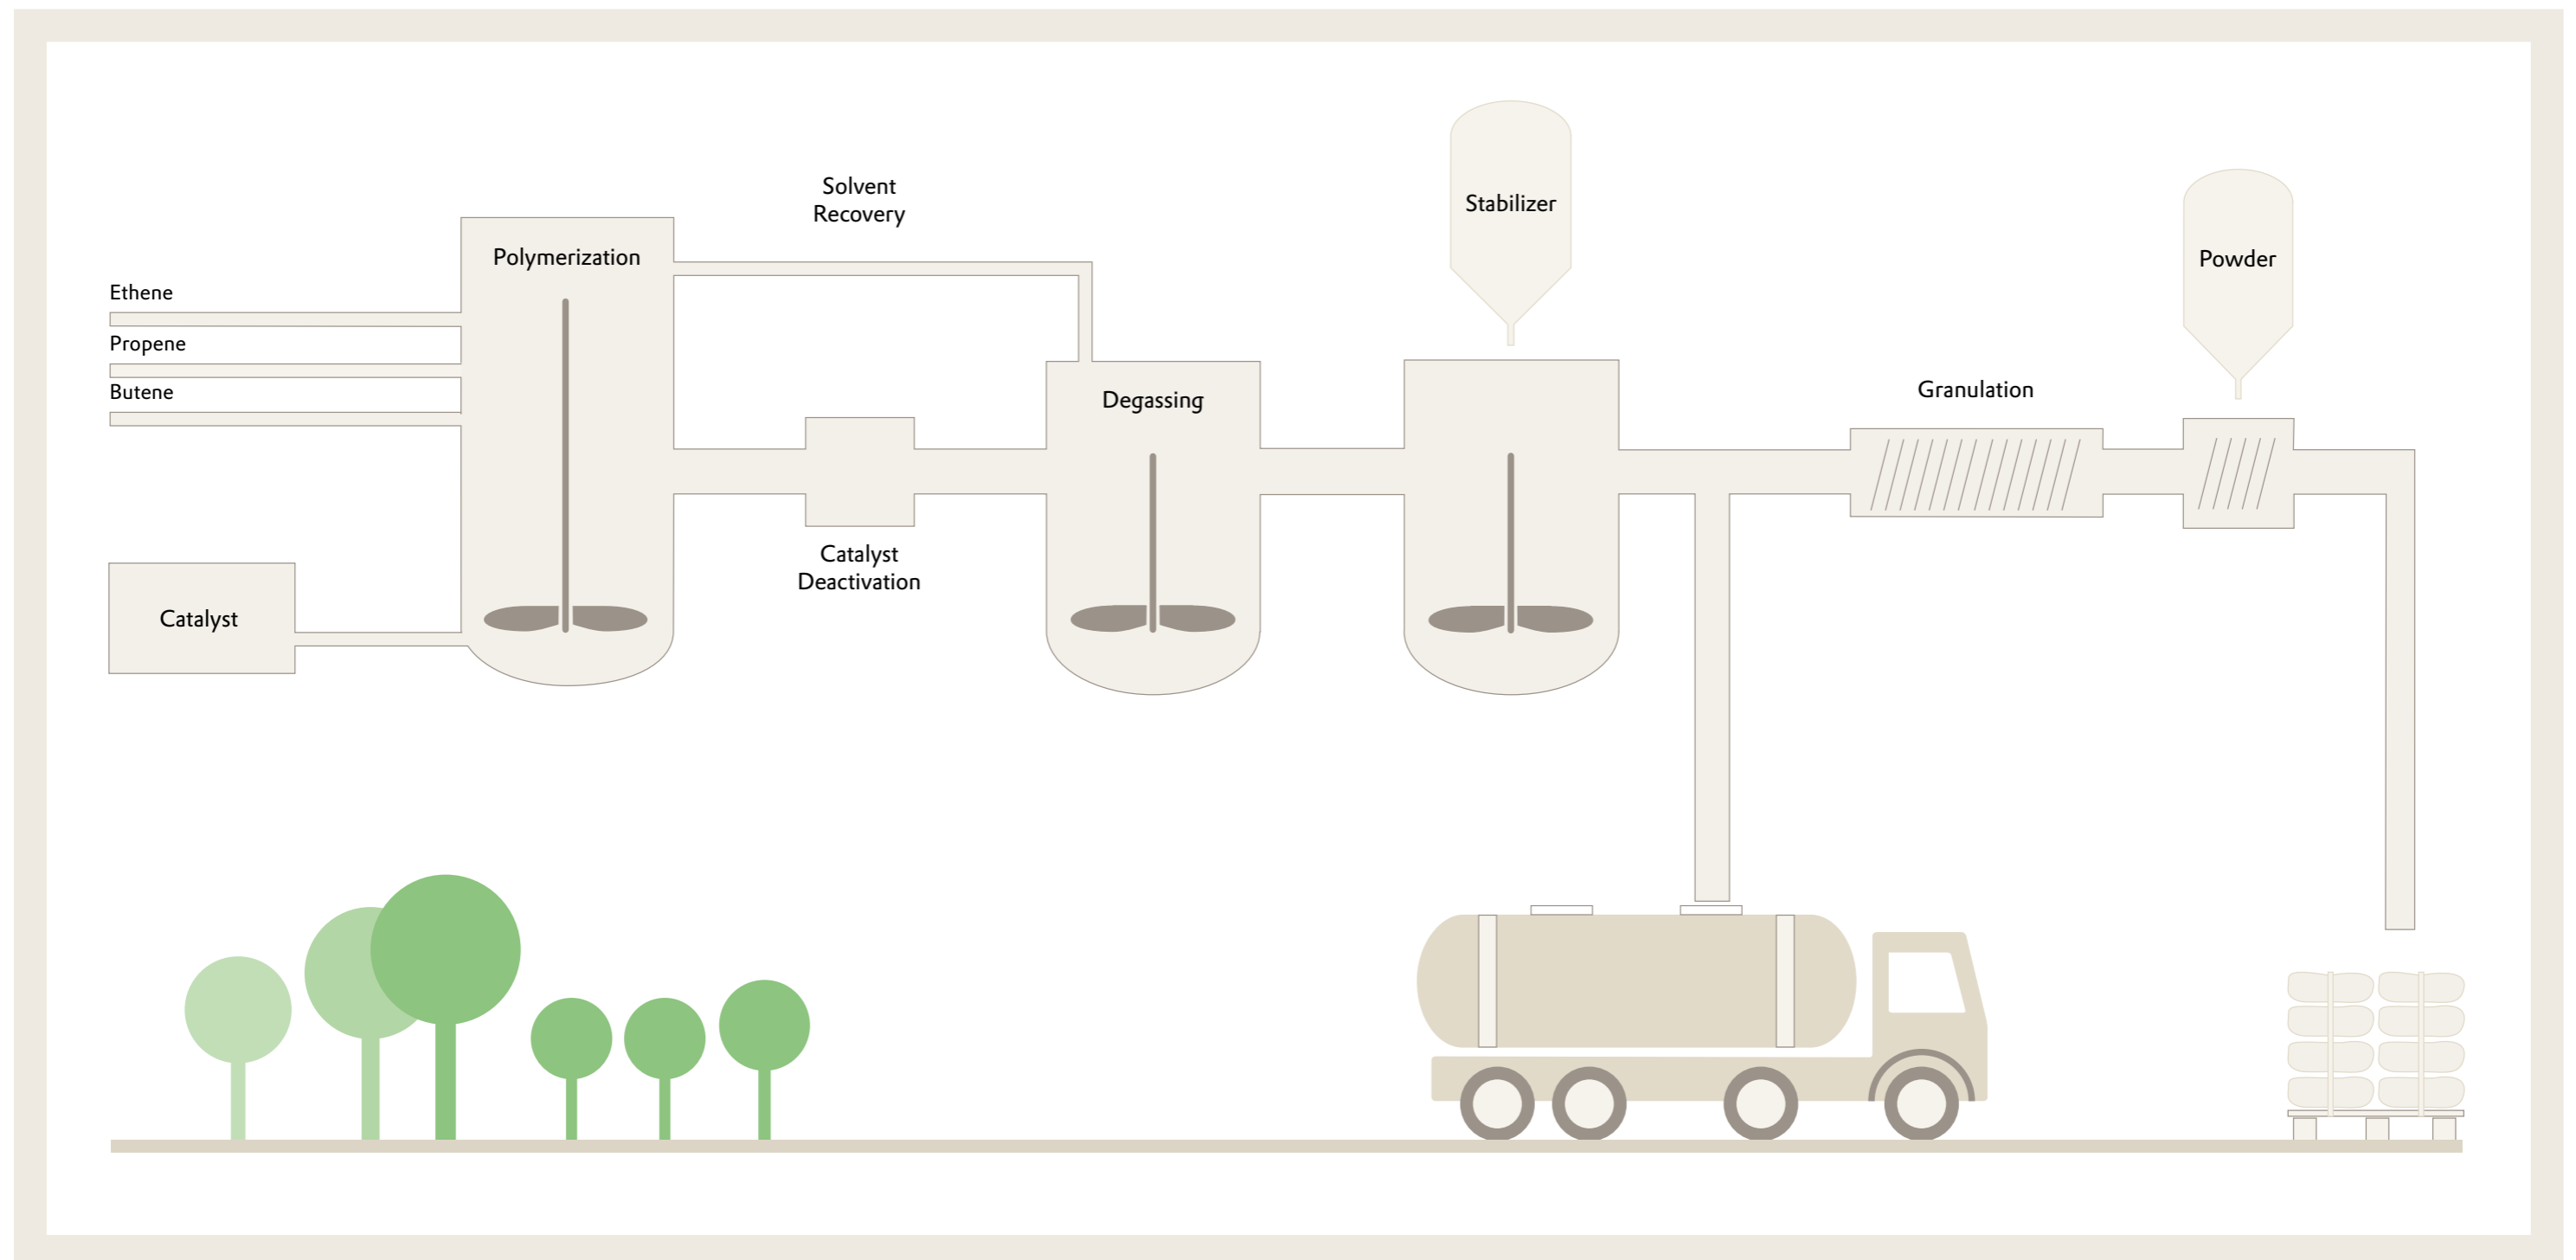 Solvent
Recovery
Stabilizer
Polymerization
Powder
Ethene
Propene
Butene
Degassing
Granulation
Catalyst
Deactivation
Catalyst